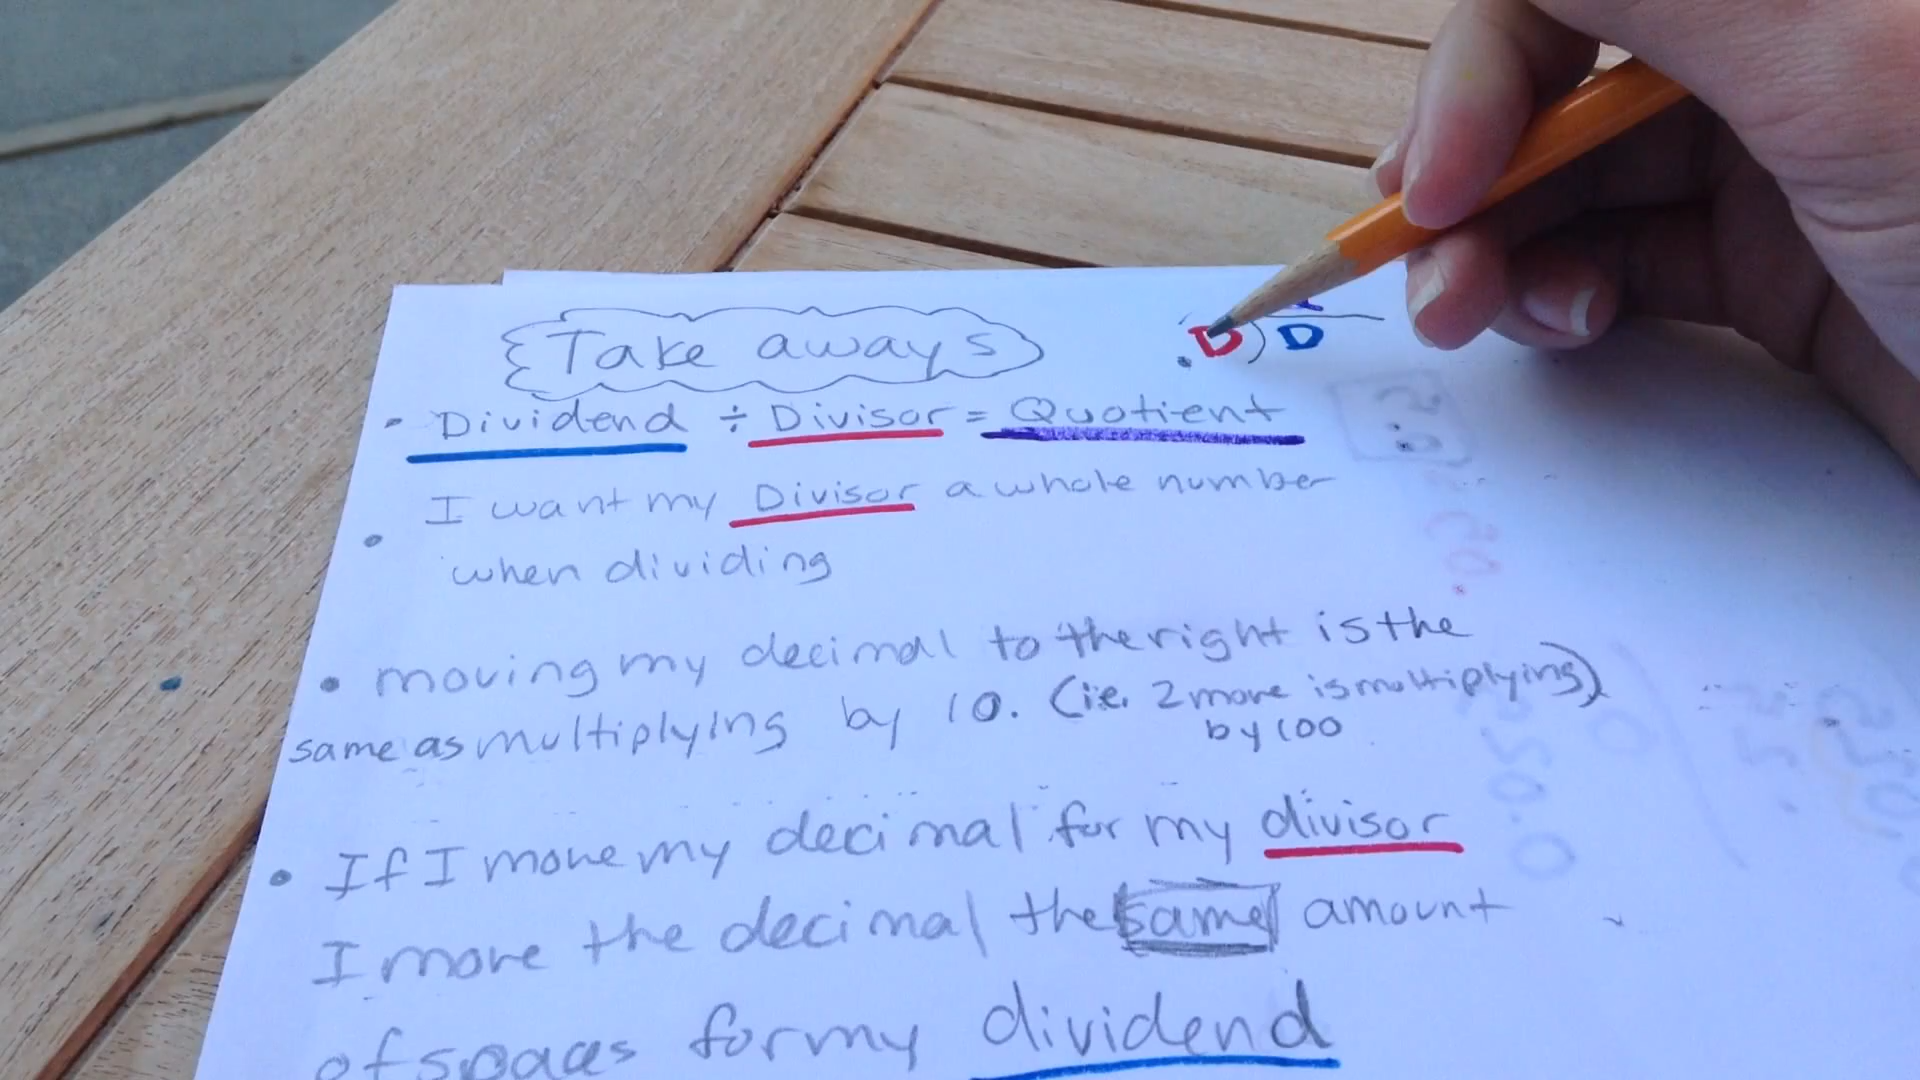 Take aways
.D) D
• Dividend ÷ Divisor = Quotient
• I want my Divisor a whole number
when dividing
• moving my decimal to the right is the
same as multiplying by 10. (i.e. 2 move is multiplying)
by 100
• If I move my decimal for my divisor
I move the decimal the same amount
of spaces for my dividend